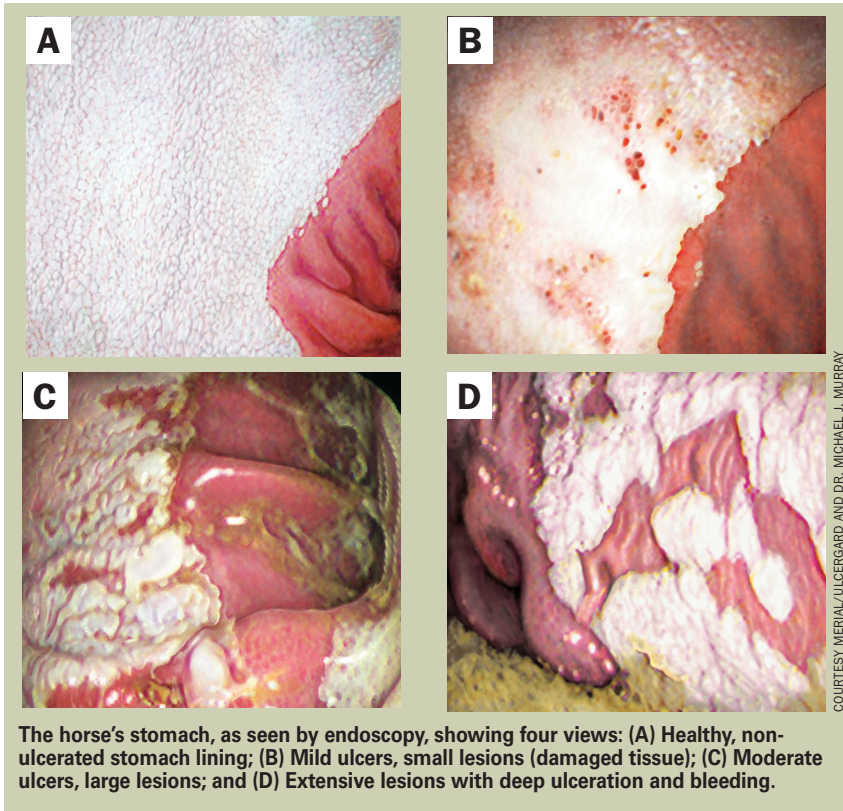 A
B
C
D
COURTESY MERIAL/ULCERGARD AND DR. MICHAEL J. MURRAY
The horse's stomach, as seen by endoscopy, showing four views: (A) Healthy, non-
ulcerated stomach lining; (B) Mild ulcers, small lesions (damaged tissue); (C) Moderate
ulcers, large lesions; and (D) Extensive lesions with deep ulceration and bleeding.